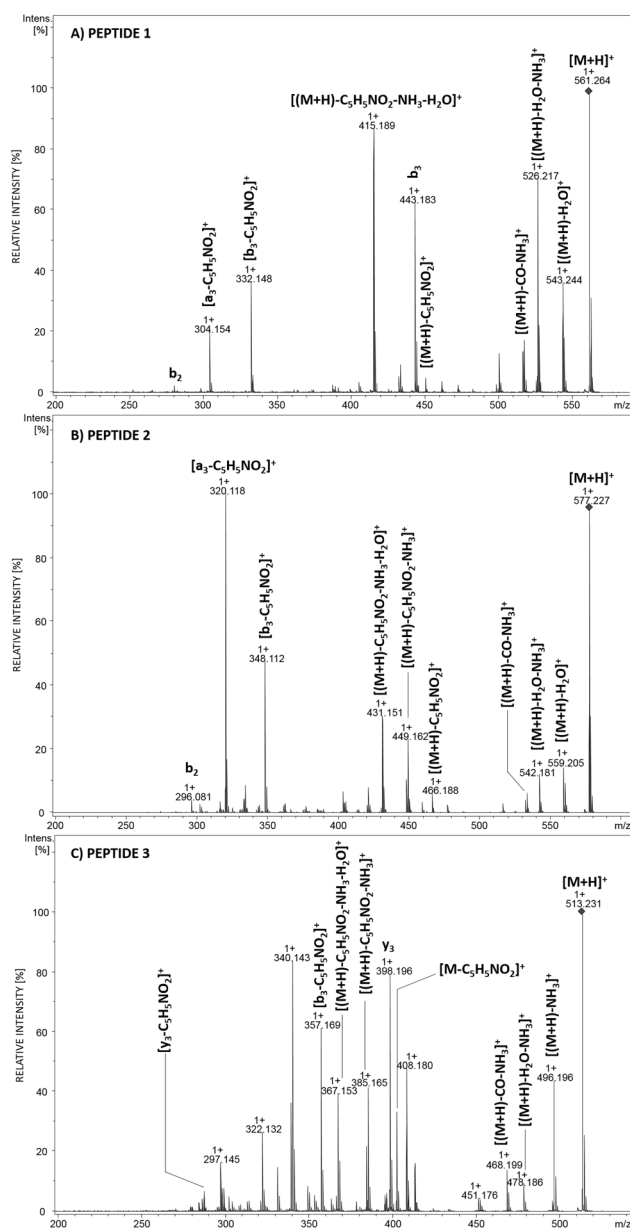 Intens.
[%]
A) PEPTIDE 1
[M+H]⁺
1+
561.264
[(M+H)-C₅H₅NO₂-NH₃-H₂O]⁺
1+
415.189
[(M+H)-H₂O-NH₃]⁺
1+
526.217
b₃
1+
443.183
[(M+H)-H₂O]⁺
1+
543.244
[b₃-C₅H₅NO₂]⁺
1+
332.148
[a₃-C₅H₅NO₂]⁺
1+
304.154
[(M+H)-C₅H₅NO₂]⁺
[(M+H)-CO-NH₃]⁺
b₂
RELATIVE INTENSITY [%]
100
80
60
40
20
0
200 250 300 350 400 450 500 550 m/z
Intens.
[%]
B) PEPTIDE 2
[a₃-C₅H₅NO₂]⁺
1+
320.118
[M+H]⁺
1+
577.227
[b₃-C₅H₅NO₂]⁺
1+
348.112
[(M+H)-C₅H₅NO₂-NH₃-H₂O]⁺
1+
431.151
[(M+H)-C₅H₅NO₂-NH₃]⁺
1+
449.162
[(M+H)-C₅H₅NO₂]⁺
1+
466.188
[(M+H)-CO-NH₃]⁺
[(M+H)-H₂O-NH₃]⁺
1+
542.181
[(M+H)-H₂O]⁺
1+
559.205
b₂
1+
296.081
RELATIVE INTENSITY [%]
100
80
60
40
20
0
200 250 300 350 400 450 500 550 m/z
Intens.
[%]
C) PEPTIDE 3
[M+H]⁺
1+
513.231
1+
340.143
[b₃-C₅H₅NO₂]⁺
1+
357.169
[(M+H)-C₅H₅NO₂-NH₃-H₂O]⁺
1+
367.153
[(M+H)-C₅H₅NO₂-NH₃]⁺
1+
385.165
y₃
1+
398.196
[M-C₅H₅NO₂]⁺
1+
408.180
[(M+H)-CO-NH₃]⁺
1+
468.199
[(M+H)-H₂O-NH₃]⁺
1+
478.186
[(M+H)-NH₃]⁺
1+
496.196
1+
451.176
[y₃-C₅H₅NO₂]⁺
1+
297.145
1+
322.132
RELATIVE INTENSITY [%]
100
80
60
40
20
0
200 250 300 350 400 450 500 m/z